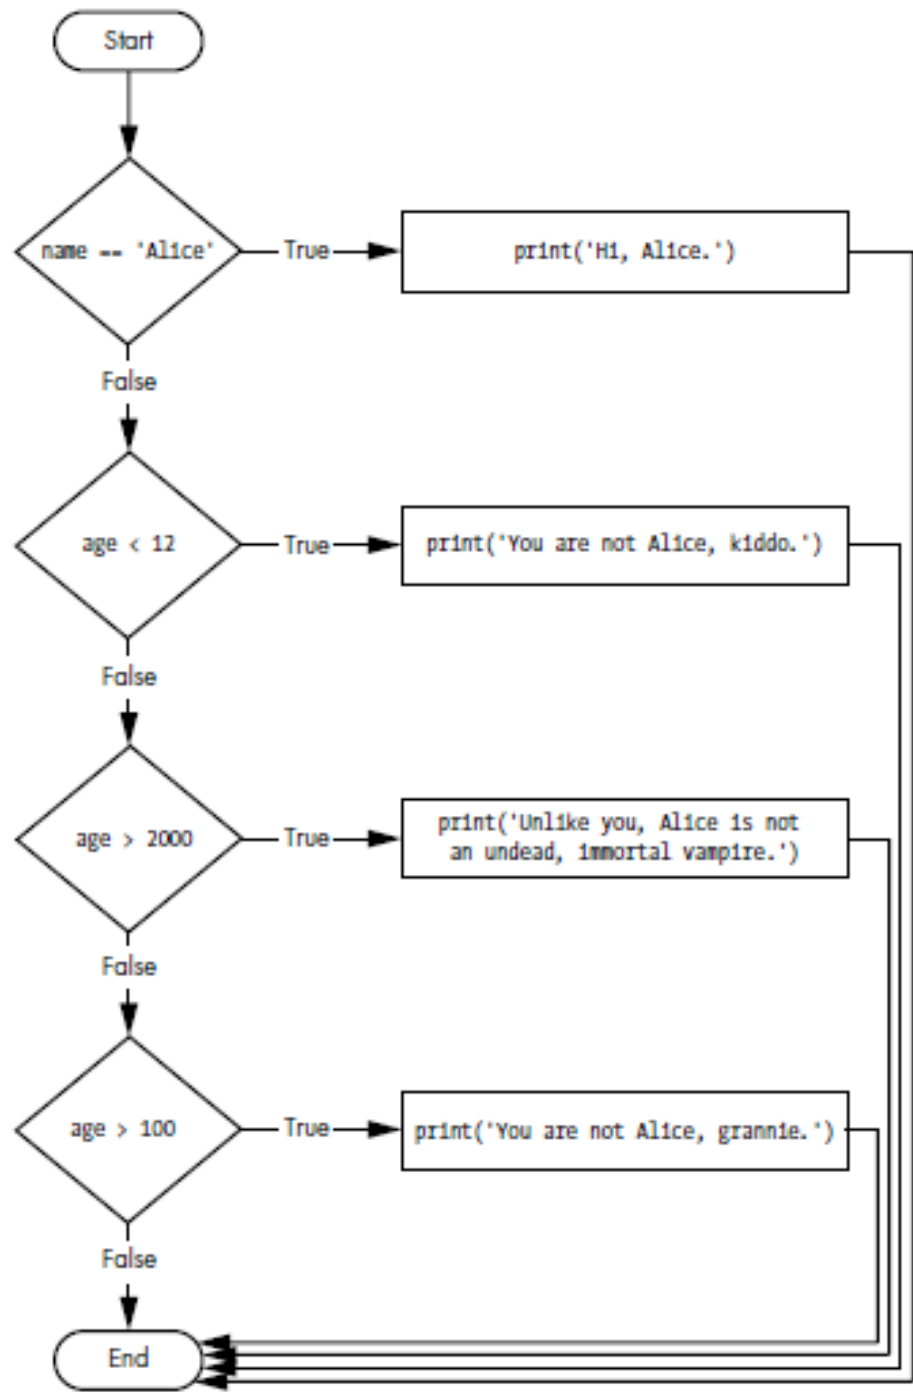 Start
name == 'Alice'
True
print('Hi, Alice.')
False
age < 12
True
print('You are not Alice, kiddo.')
False
age > 2000
True
print('Unlike you, Alice is not
an undead, immortal vampire.')
False
age > 100
True
print('You are not Alice, grannie.')
False
End